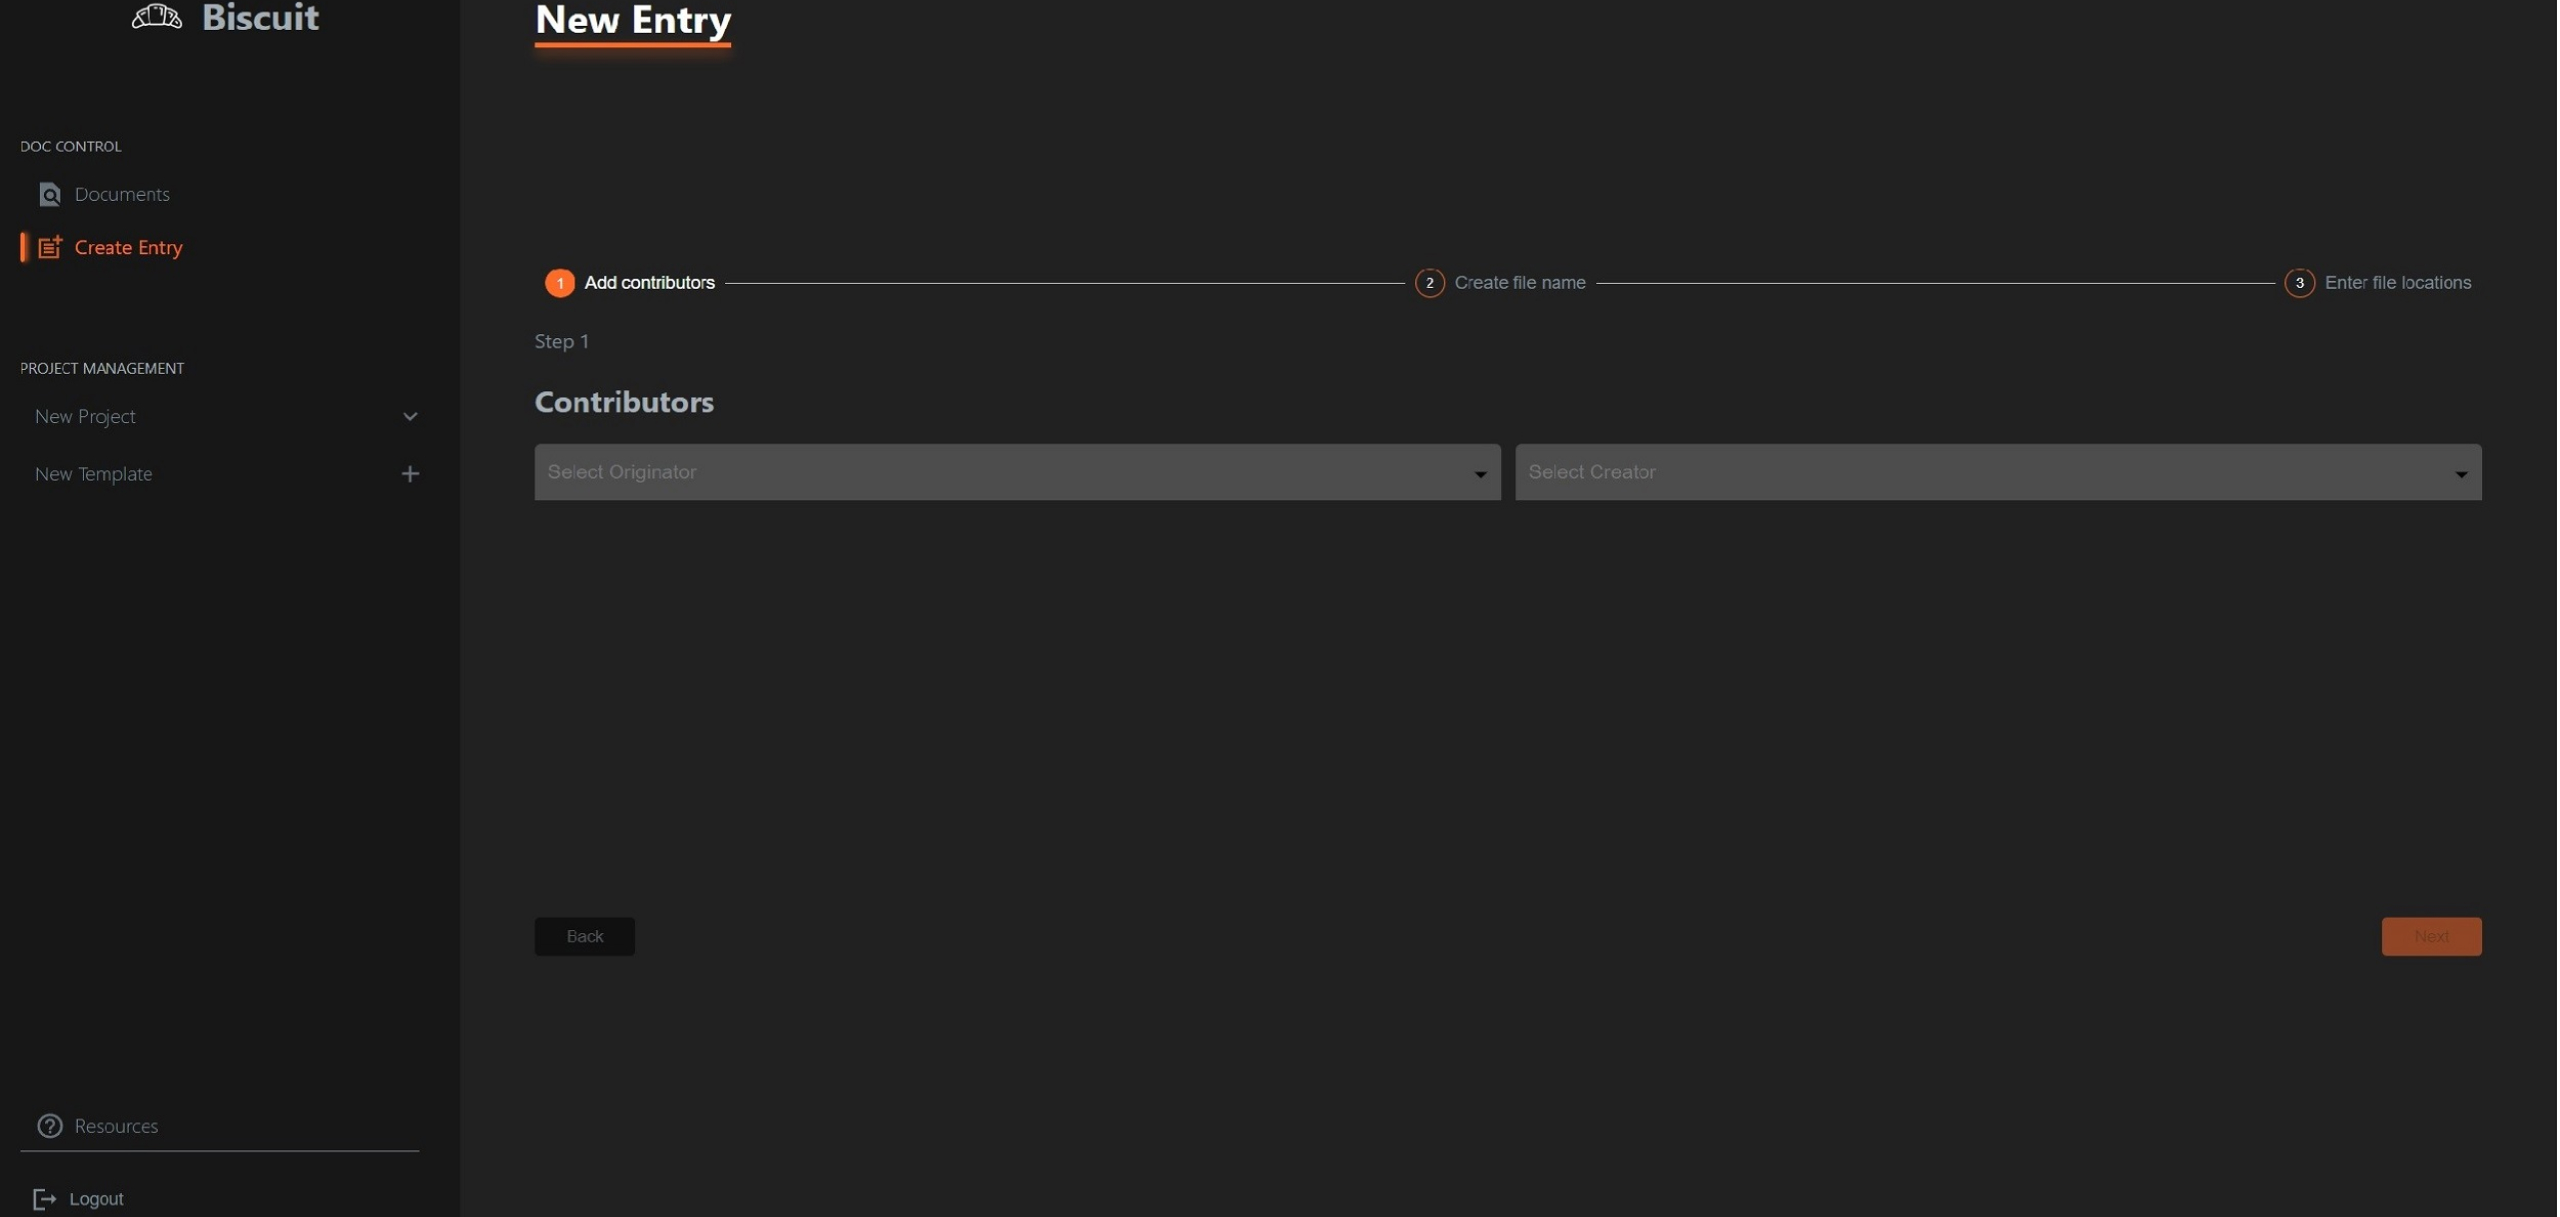 Biscuit
New Entry
DOC CONTROL
Documents
Create Entry
PROJECT MANAGEMENT
New Project
New Template
Resources
Logout
1 Add contributors
2 Create file name
3 Enter file locations
Step 1
Contributors
Select Originator
Select Creator
Back
Next